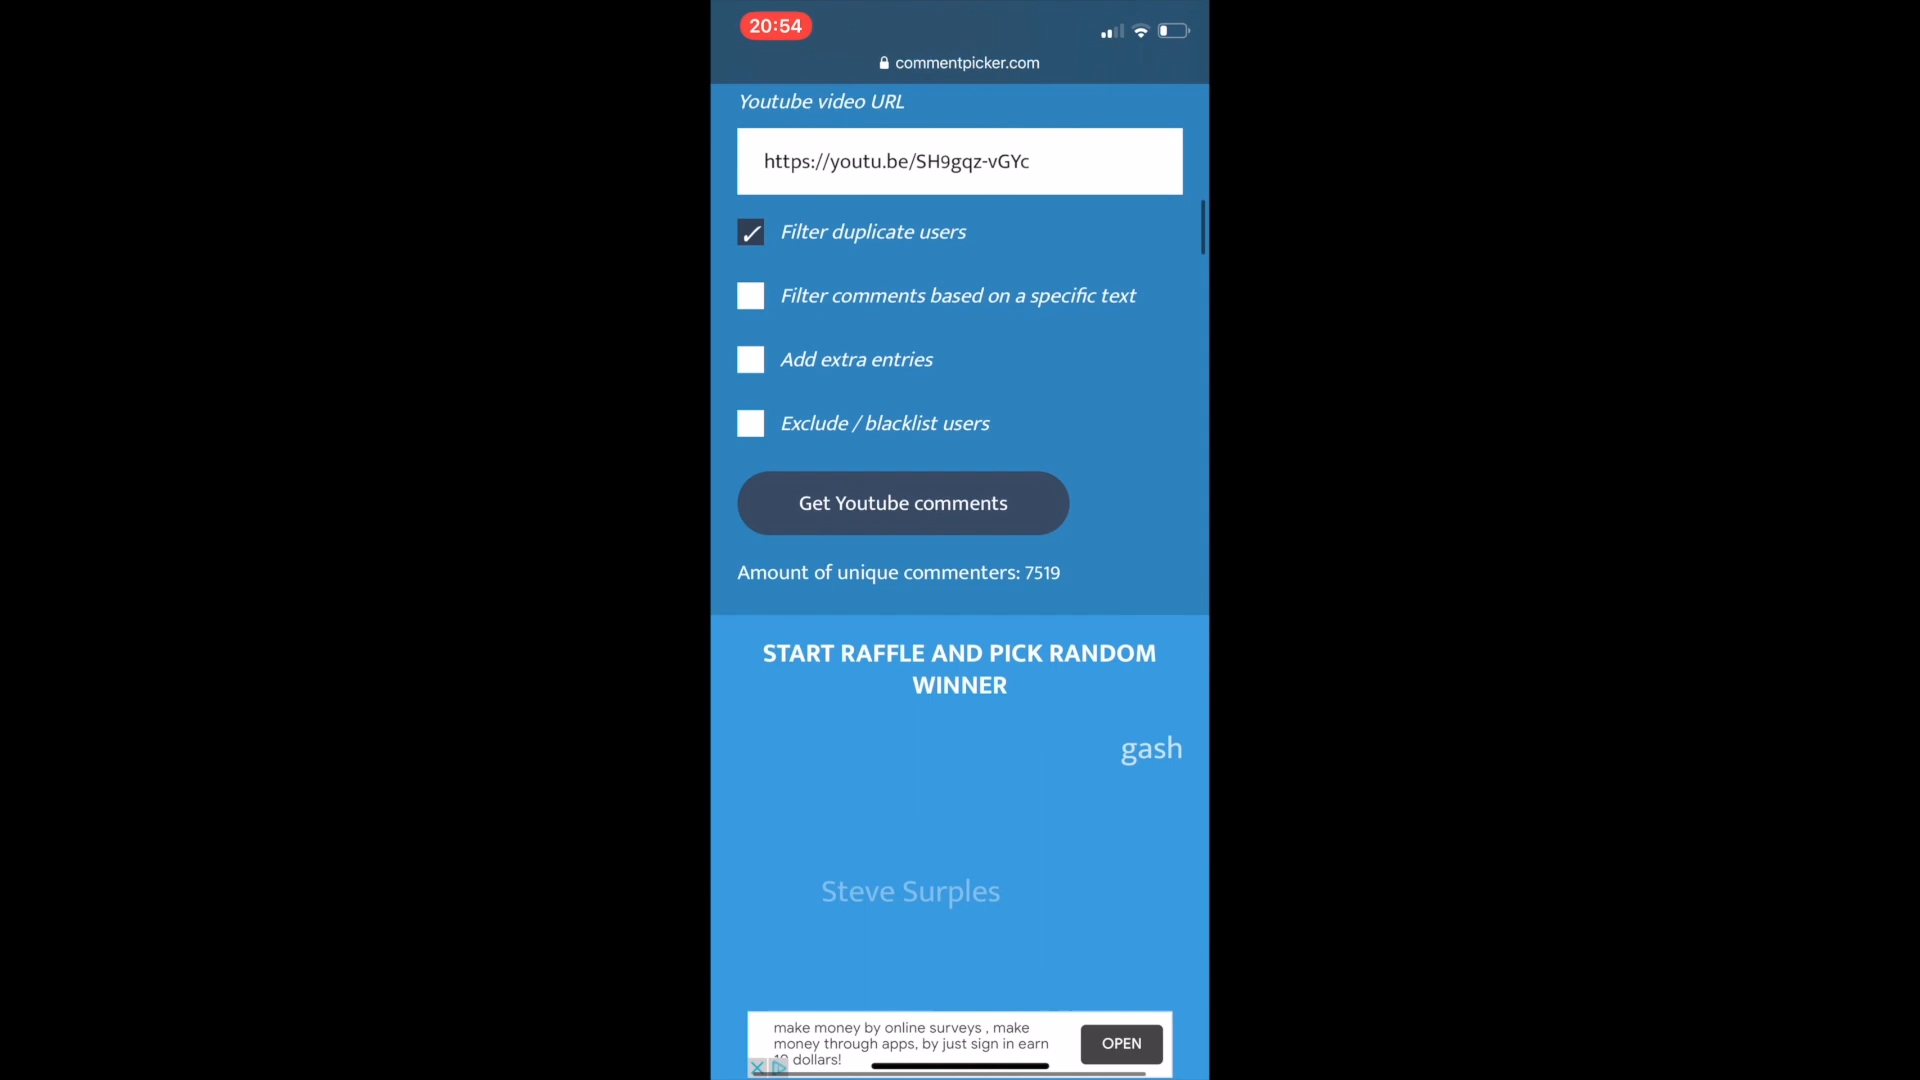 20:54
commentpicker.com
Youtube video URL
https://youtu.be/SH9gqz-vGYc
Filter duplicate users
Filter comments based on a specific text
Add extra entries
Exclude / blacklist users
Get Youtube comments
Amount of unique commenters: 7519
START RAFFLE AND PICK RANDOM
WINNER
gash
Steve Surples
make money by online surveys , make
money through apps, by just sign in earn
dollars!
OPEN